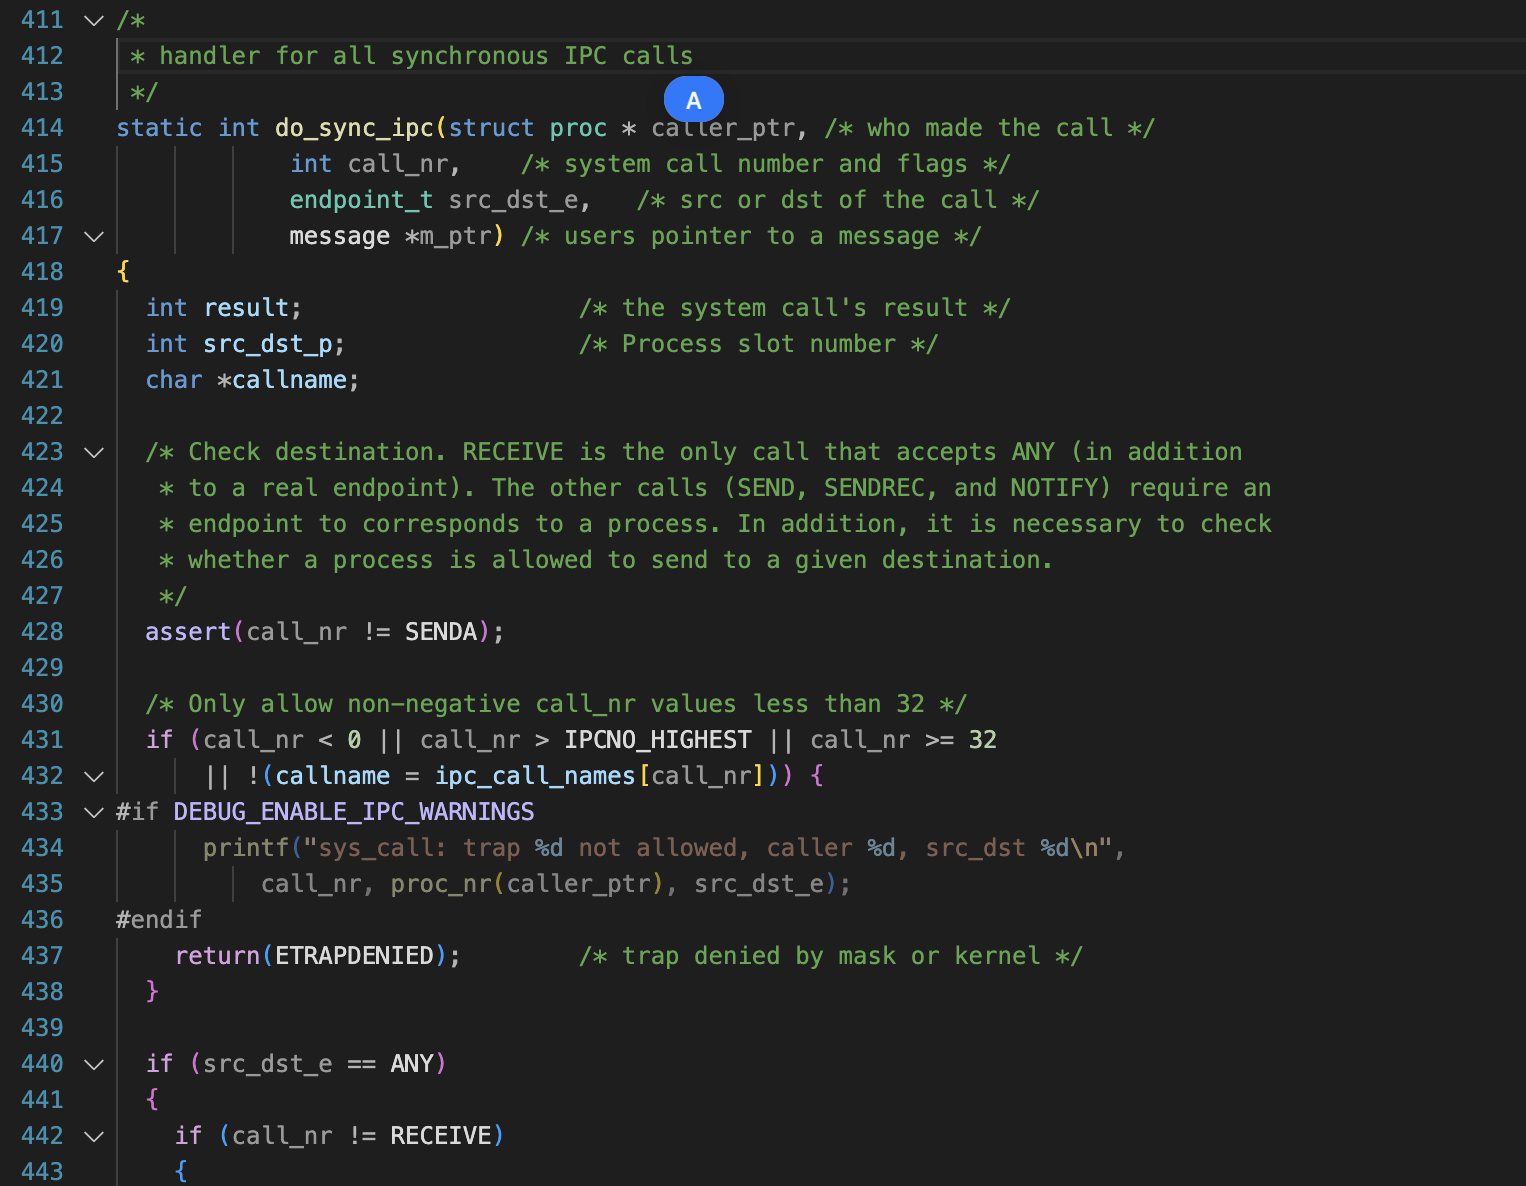 411 /*
412 * handler for all synchronous IPC calls
413 */
A
414 static int do_sync_ipc(struct proc * caller_ptr, /* who made the call */
415 int call_nr, /* system call number and flags */
416 endpoint_t src_dst_e, /* src or dst of the call */
417 message *m_ptr) /* users pointer to a message */
418 {
419 int result; /* the system call's result */
420 int src_dst_p; /* Process slot number */
421 char *callname;
422
423 /* Check destination. RECEIVE is the only call that accepts ANY (in addition
424 * to a real endpoint). The other calls (SEND, SENDREC, and NOTIFY) require an
425 * endpoint to corresponds to a process. In addition, it is necessary to check
426 * whether a process is allowed to send to a given destination.
427 */
428 assert(call_nr != SENDA);
429
430 /* Only allow non-negative call_nr values less than 32 */
431 if (call_nr < 0 || call_nr > IPCNO_HIGHEST || call_nr >= 32
432 || !(callname = ipc_call_names[call_nr])) {
433 #if DEBUG_ENABLE_IPC_WARNINGS
434 printf("sys_call: trap %d not allowed, caller %d, src_dst %d\n",
435 call_nr, proc_nr(caller_ptr), src_dst_e);
436 #endif
437 return(ETRAPDENIED); /* trap denied by mask or kernel */
438 }
439
440 if (src_dst_e == ANY)
441 {
442 if (call_nr != RECEIVE)
443 {